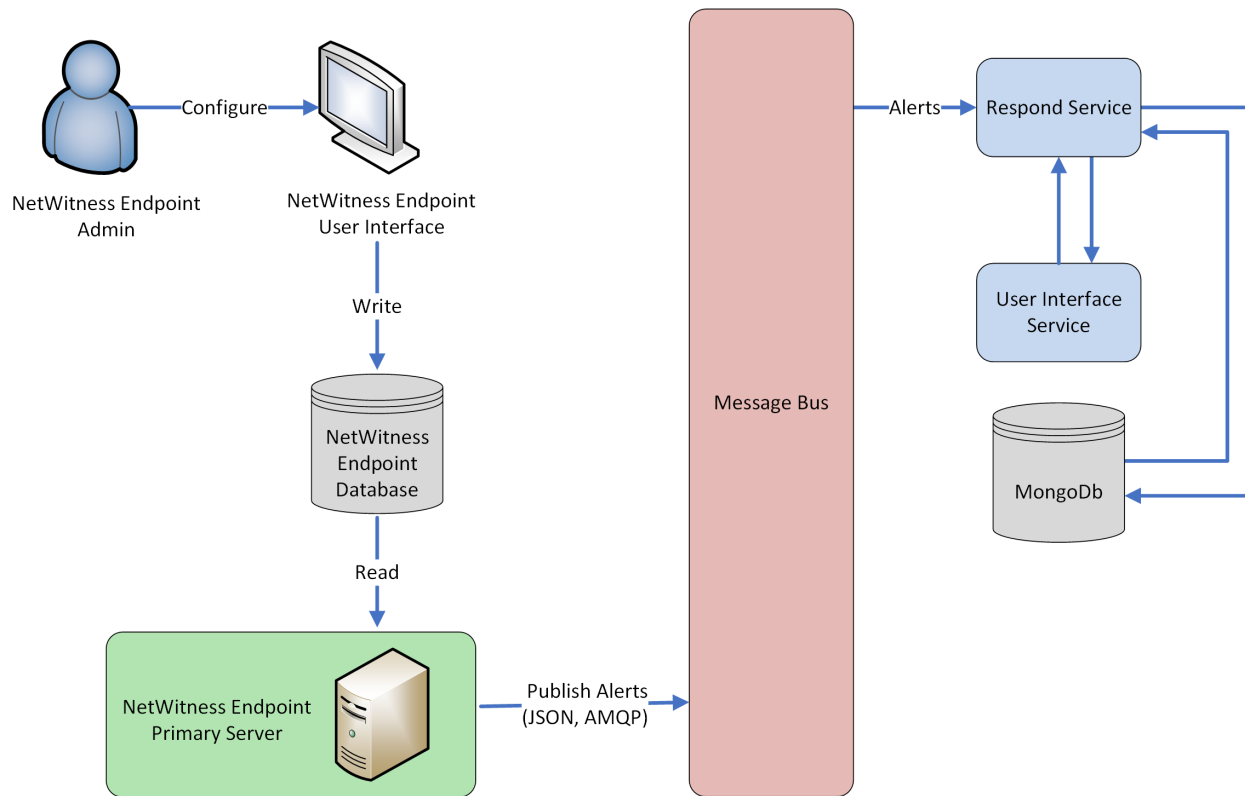 Configure
NetWitness Endpoint
Admin
NetWitness Endpoint
User Interface
Write
NetWitness
Endpoint
Database
Read
NetWitness Endpoint
Primary Server
Publish Alerts
(JSON, AMQP)
Message Bus
Alerts
Respond Service
User Interface
Service
MongoDb